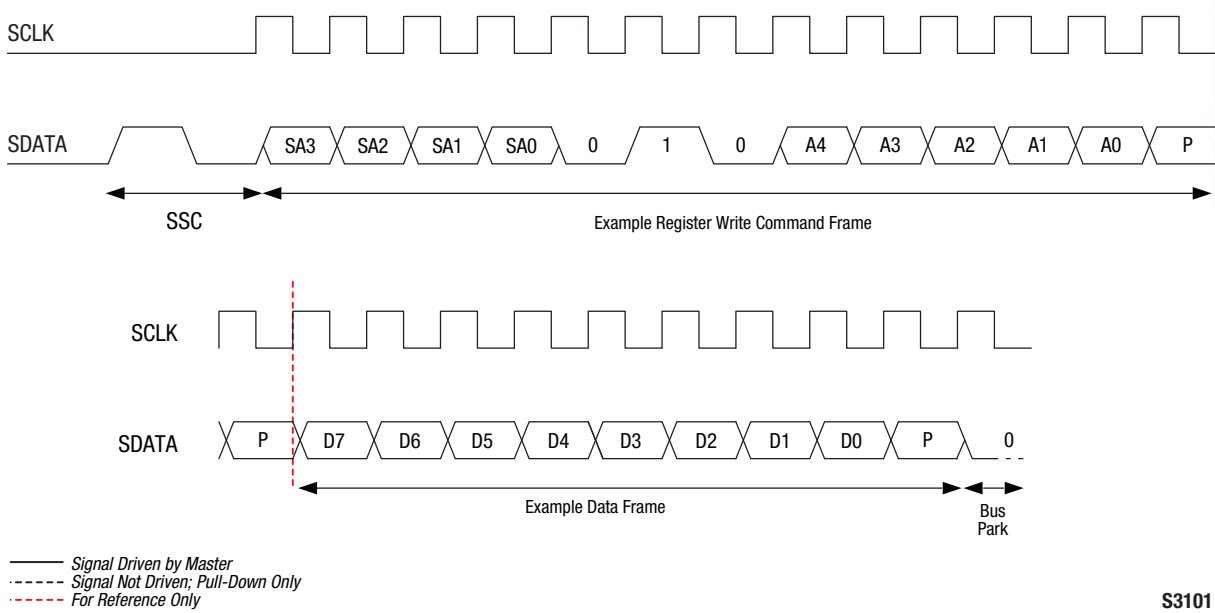 SCLK
SDATA SA3 SA2 SA1 SA0 0 1 0 A4 A3 A2 A1 A0 P
SSC
Example Register Write Command Frame
SCLK
SDATA P D7 D6 D5 D4 D3 D2 D1 D0 P 0
Example Data Frame
Bus
Park
Signal Driven by Master
Signal Not Driven; Pull-Down Only
For Reference Only
S3101